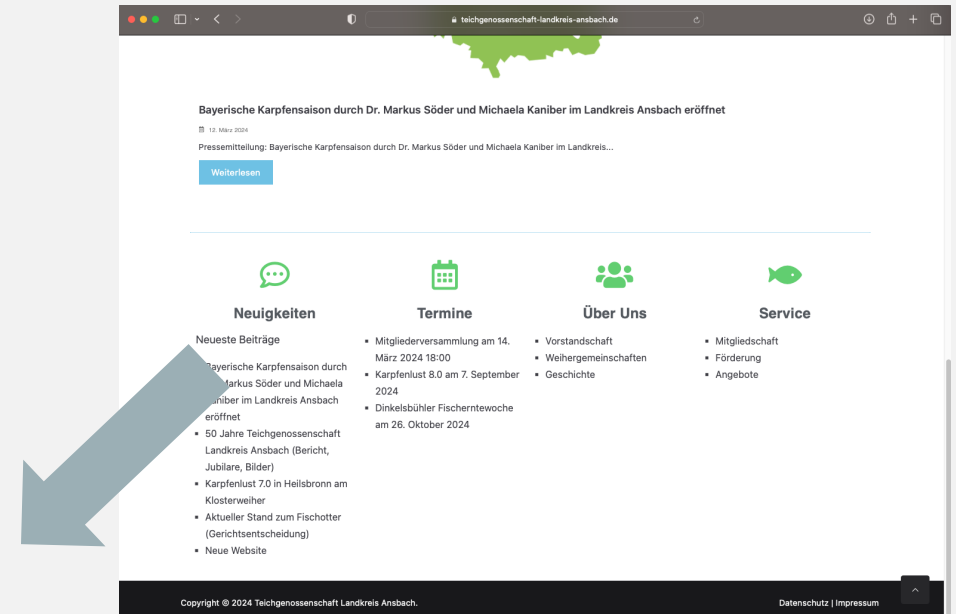 teichgenossenschaft-landkreis-ansbach.de
Bayerische Karpfensaison durch Dr. Markus Söder und Michaela Kaniber im Landkreis Ansbach eröffnet
12. März 2024
Pressemitteilung: Bayerische Karpfensaison durch Dr. Markus Söder und Michaela Kaniber im Landkreis...
Weiterlesen
Neuigkeiten
Neueste Beiträge
Bayerische Karpfensaison durch
Markus Söder und Michaela
Kaniber im Landkreis Ansbach
eröffnet
50 Jahre Teichgenossenschaft
Landkreis Ansbach (Bericht,
Jubilare, Bilder)
Karpfenlust 7.0 in Heilsbronn am
Klosterweiher
Aktueller Stand zum Fischotter
(Gerichtsentscheidung)
Neue Website
Termine
Mitgliederversammlung am 14.
März 2024 18:00
Karpfenlust 8.0 am 7. September
2024
Dinkelsbühler Fischerntewoche
am 26. Oktober 2024
Über Uns
Vorstandschaft
Weihergemeinschaften
Geschichte
Service
Mitgliedschaft
Förderung
Angebote
Copyright © 2024 Teichgenossenschaft Landkreis Ansbach.
Datenschutz | Impressum